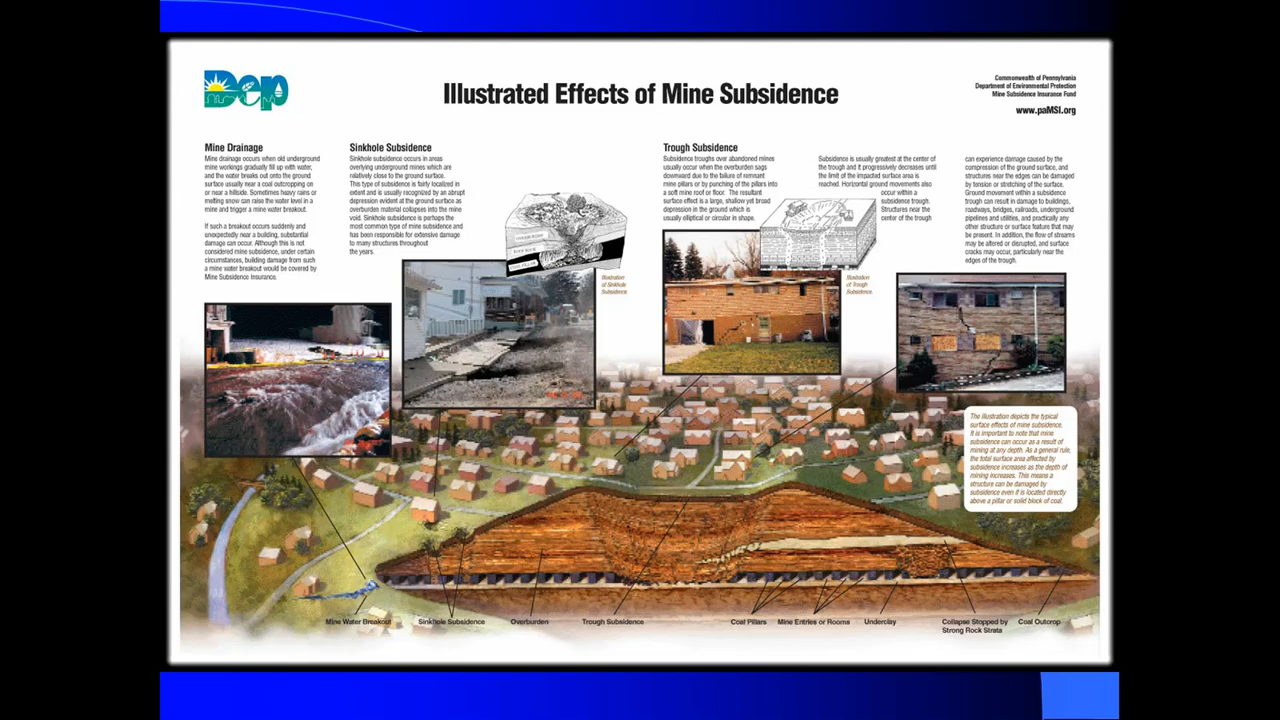 Dep
Illustrated Effects of Mine Subsidence
Commonwealth of Pennsylvania
Department of Environmental Protection
Mine Subsidence Insurance Fund
www.paMSI.org
Mine Drainage
Mine drainage occurs when old underground
mine workings gradually fill up with water,
and the water breaks out onto the ground
surface usually near a coal outcropping on
or near a hillside. Sometimes heavy rains or
melting snow can raise the water level in a
mine and trigger a mine water breakout.
If such a breakout occurs suddenly and
unexpectedly near a building, substantial
damage can occur. Although this is not
considered mine subsidence, under certain
circumstances, building damage from such
a mine water breakout would be covered by
Mine Subsidence Insurance.
Sinkhole Subsidence
Sinkhole subsidence occurs in areas
overlying underground mines which are
relatively close to the ground surface.
This type of subsidence is fairly localized in
extent and is usually recognized by an abrupt
depression evident at the ground surface as
overburden material collapses into the mine
void. Sinkhole subsidence is perhaps the
most common type of mine subsidence and
has been responsible for extensive damage
to many structures throughout
the years.
Illustration
of Sinkhole
Subsidence.
Trough Subsidence
Subsidence troughs over abandoned mines
usually occur when the overburden sags
downward due to the failure of remnant
mine pillars or by punching of the pillars into
a soft mine roof or floor. The resultant
surface effect is a large, shallow yet broad
depression in the ground which is
usually elliptical or circular in shape.
Subsidence is usually greatest at the center of
the trough and it progressively decreases until
the limit of the impacted surface area is
reached. Horizontal ground movements also
occur within a
subsidence trough.
Structures near the
center of the trough
Illustration
of Trough
Subsidence.
can experience damage caused by the
compression of the ground surface, and
structures near the edges can be damaged
by tension or stretching of the surface.
Ground movement within a subsidence
trough can result in damage to buildings,
roadways, bridges, railroads, underground
pipelines and utilities, and practically any
other structure or surface feature that may
be present. In addition, the flow of streams
may be altered or disrupted, and surface
cracks may occur, particularly near the
edges of the trough.
The illustration depicts the typical
surface effects of mine subsidence.
It is important to note that mine
subsidence can occur as a result of
mining at any depth. As a general rule,
the total surface area affected by
subsidence increases as the depth of
mining increases. This means a
structure can be damaged by
subsidence even if it is located directly
above a pillar or solid block of coal.
Mine Water Breakout
Sinkhole Subsidence
Overburden
Trough Subsidence
Coal Pillars
Mine Entries or Rooms
Underclay
Collapse Stopped by
Strong Rock Strata
Coal Outcrop